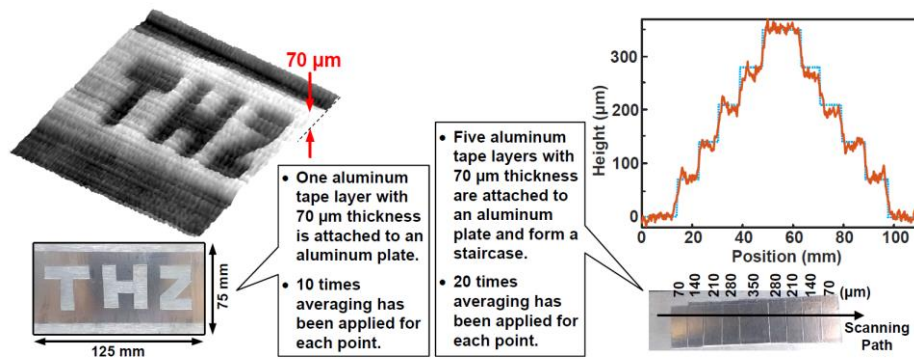 70 µm
THZ
• One aluminum
tape layer with
70 µm thickness
is attached to an
aluminum plate.
• 10 times
averaging has
been applied for
each point.
THZ
75 mm
125 mm
• Five aluminum
tape layers with
70 µm thickness
are attached to
an aluminum
plate and form a
staircase.
• 20 times
averaging has
been applied for
each point.
Height (µm)
300
200
100
0
0 20 40 60 80 100
Position (mm)
70 140 210 280 350 280 210 140 70 (µm)
Scanning
Path